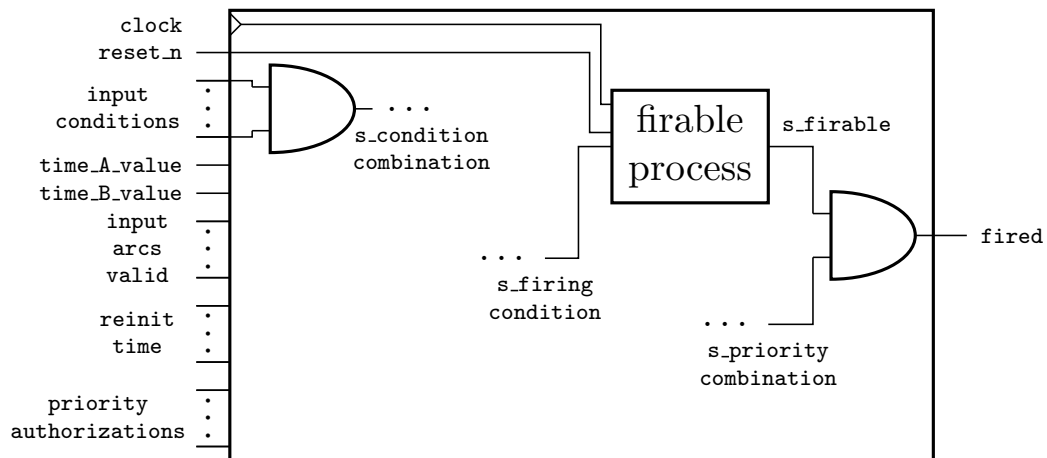 clock
reset_n
input
conditions
time_A_value
time_B_value
input
arcs
valid
reinit
time
priority
authorizations
s_condition
combination
firable
process
s_firable
s_firing
condition
s_priority
combination
fired